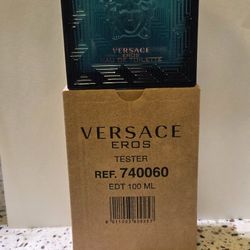 VERSACE
EROS
EAU DE TOILETTE
VERSACE
EROS
TESTER
REF. 740060
EDT 100 ML